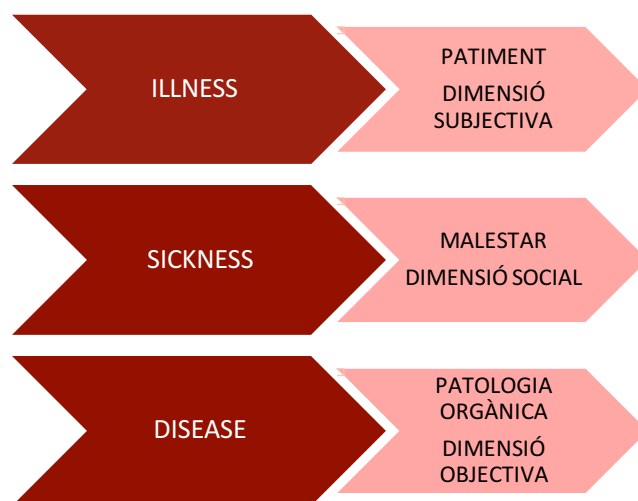 ILLNESS
PATIMENT
DIMENSIÓ
SUBJECTIVA
SICKNESS
MALESTAR
DIMENSIÓ SOCIAL
DISEASE
PATOLOGIA
ORGÀNICA
DIMENSIÓ
OBJECTIVA